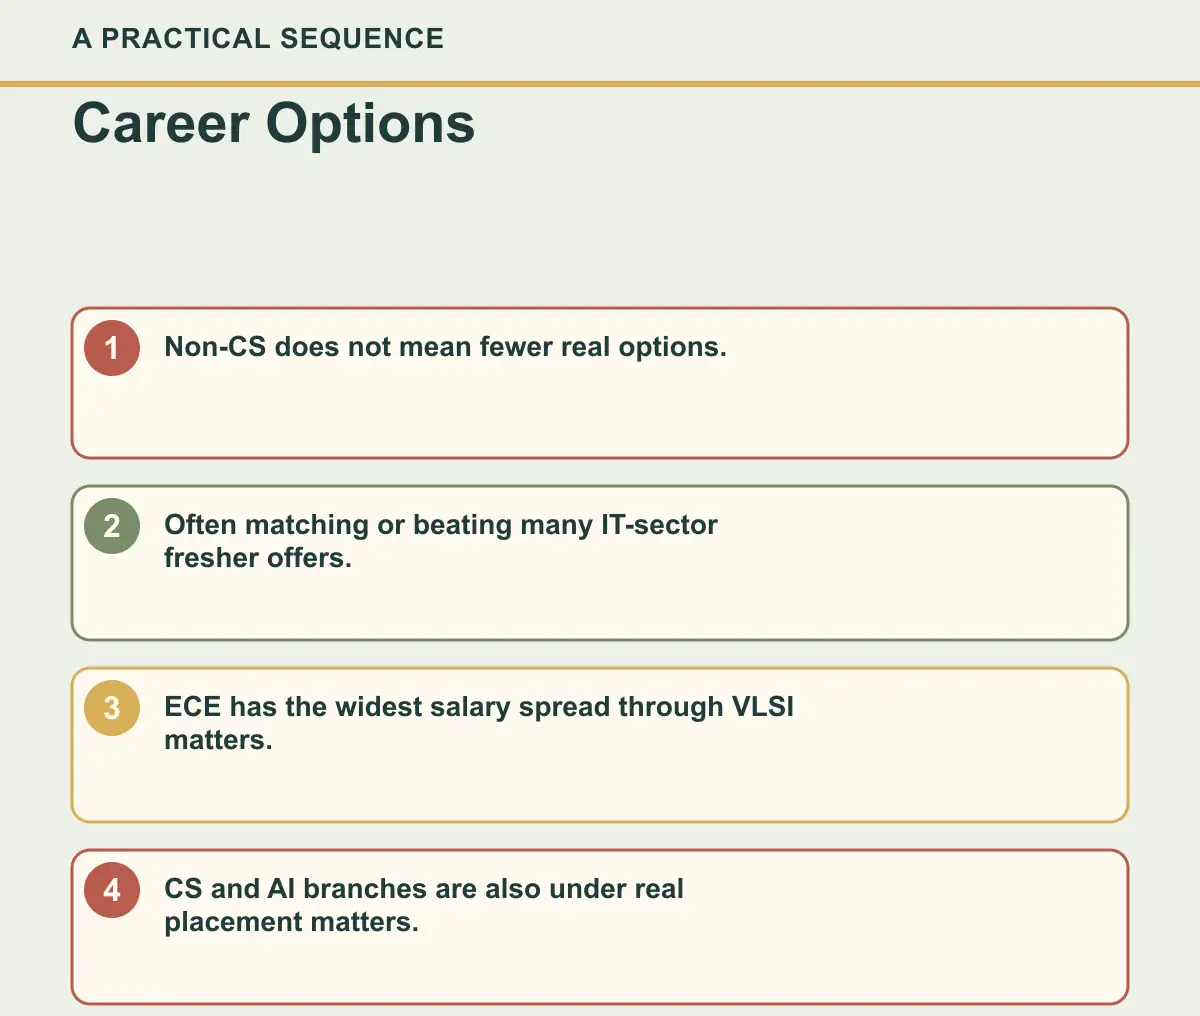 A PRACTICAL SEQUENCE
Career Options
1
Non-CS does not mean fewer real options.
2
Often matching or beating many IT-sector
fresher offers.
3
ECE has the widest salary spread through VLSI
matters.
4
CS and AI branches are also under real
placement matters.